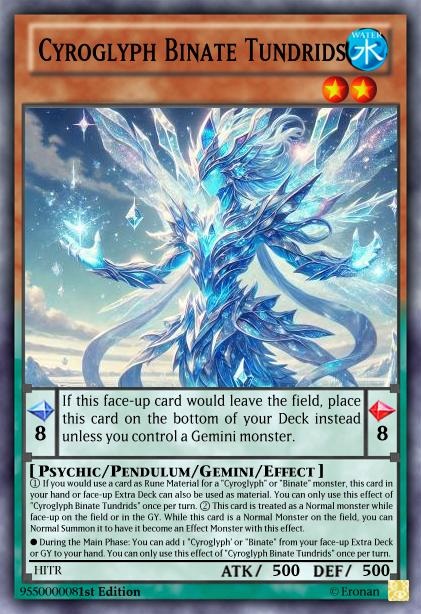 Cyroglyph Binate Tundrids
WATER
水
If this face-up card would leave the field, place
this card on the bottom of your Deck instead
unless you control a Gemini monster.
8
8
[ Psychic/Pendulum/Gemini/Effect ]
① If you would use a card as Rune Material for a "Cyroglyph" or "Binate" monster, this card in
your hand or face-up Extra Deck can also be used as material. You can only use this effect of
"Cyroglyph Binate Tundrids" once per turn. ② This card is treated as a Normal monster while
face-up on the field or in the GY. While this card is a Normal Monster on the field, you can
Normal Summon it to have it become an Effect Monster with this effect.
● During the Main Phase: You can add 1 "Cyroglyph' or "Binate" from your face-up Extra Deck
or GY to hand. You can only use this effect of "Cyroglyph Binate Tundrids" once per turn.
HITR
ATK/ 500 DEF/ 500
9550000081st Edition
© Eronan